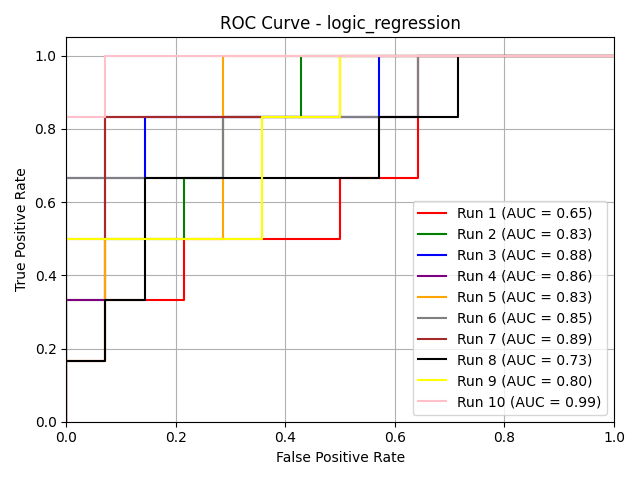 ROC Curve - logic_regression
True Positive Rate
1.0
0.8
0.6
0.4
0.2
0.0
0.0 0.2 0.4 0.6 0.8 1.0
False Positive Rate
Run 1 (AUC = 0.65)
Run 2 (AUC = 0.83)
Run 3 (AUC = 0.88)
Run 4 (AUC = 0.86)
Run 5 (AUC = 0.83)
Run 6 (AUC = 0.85)
Run 7 (AUC = 0.89)
Run 8 (AUC = 0.73)
Run 9 (AUC = 0.80)
Run 10 (AUC = 0.99)